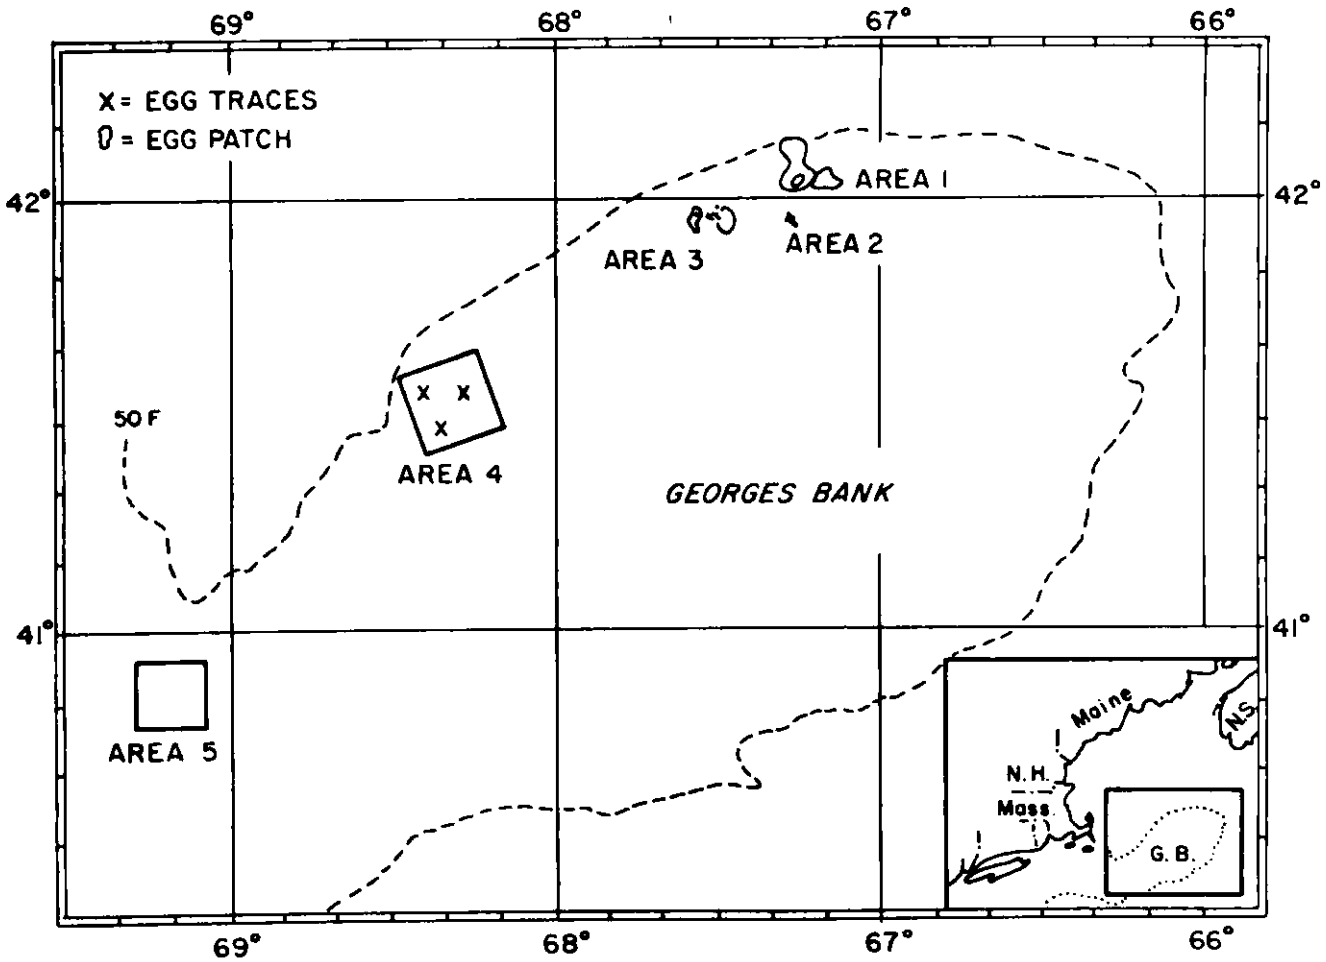 69° 68° 67° 66°
X = EGG TRACES
= EGG PATCH
42° 42°
AREA 1
AREA 2
AREA 3
50 F
AREA 4
GEORGES BANK
41° 41°
AREA 5
Maine
N.S.
N.H.
Mass.
G.B.
69° 68° 67° 66°